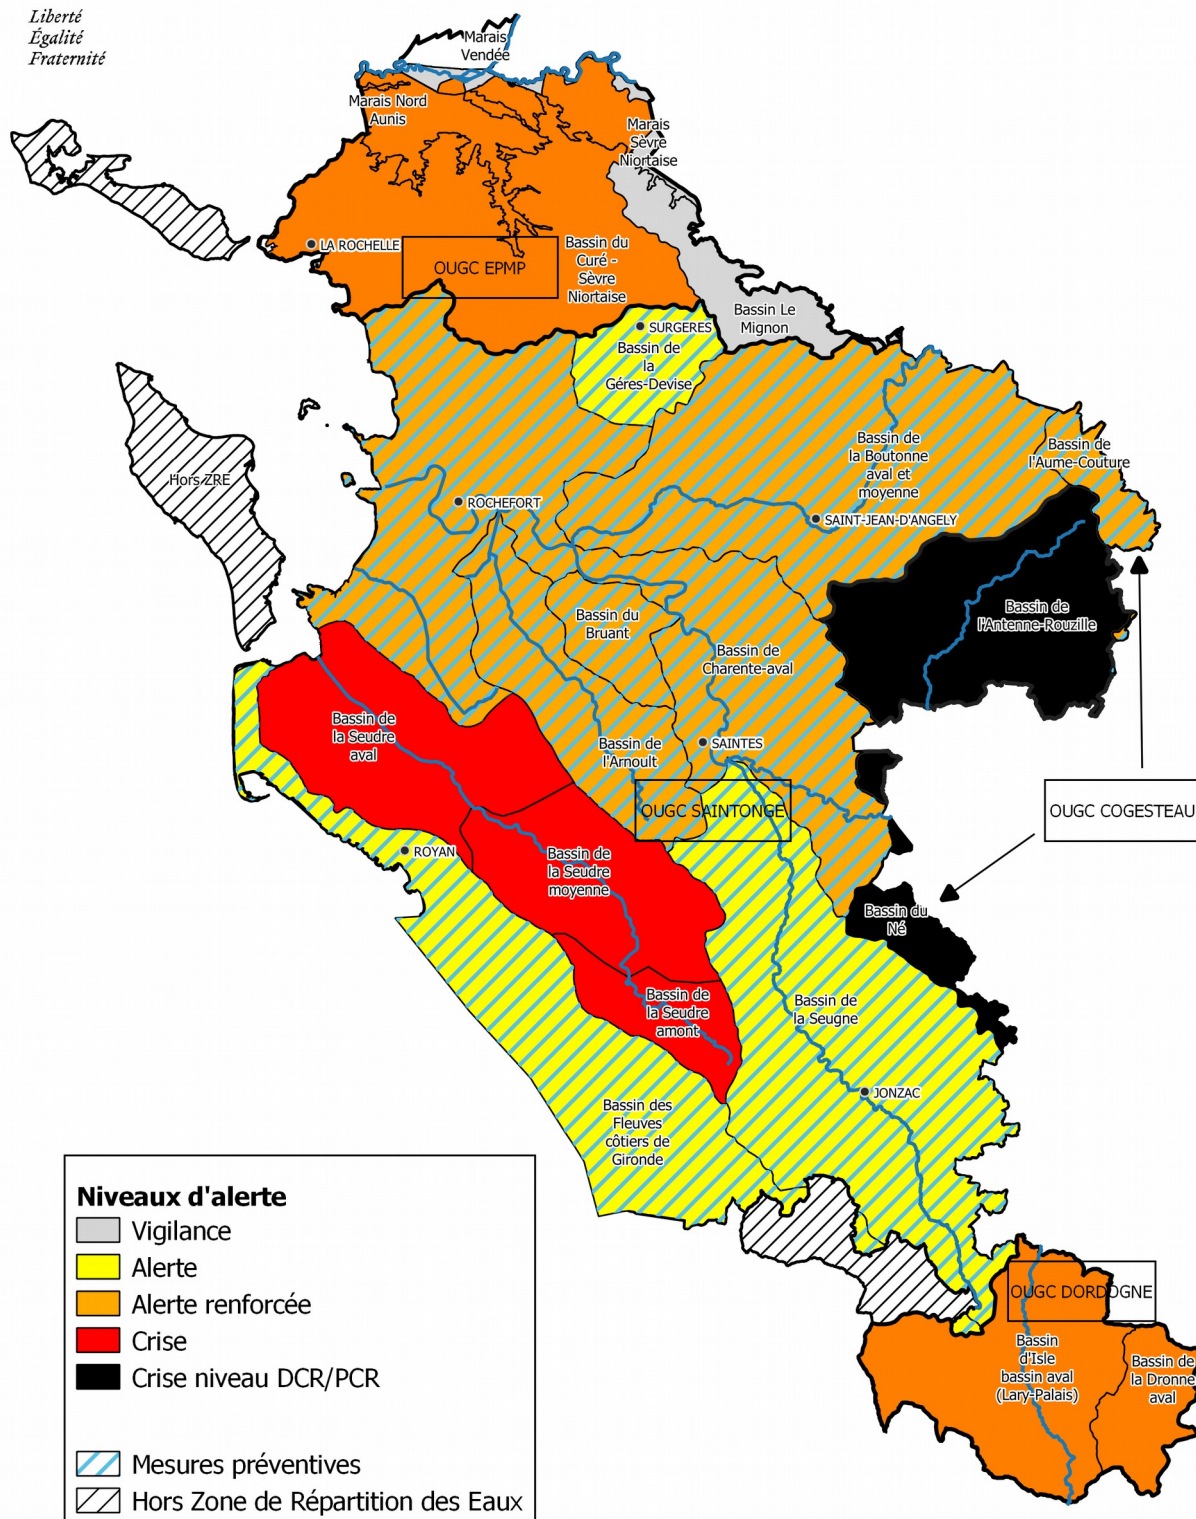 Liberté
Égalité
Fraternité
Marais
Vendée
Marais Nord
Aunis
Marais
Sèvre
Niortaise
LA ROCHELLE
OUGC EPMP
Bassin du
Curé -
Sèvre
Niortaise
Bassin Le
Mignon
SURGERES
Bassin de
la
Géres-Devise
Hors ZRE
Bassin de
la Boutonne
aval et
moyenne
Bassin de
l'Aume-Couture
ROCHEFORT
SAINT-JEAN-D'ANGELY
Bassin de
l'Antenne-Rouzille
Bassin du
Bruant
Bassin de
Charente-aval
Bassin de
la Seudre
aval
Bassin de
l'Arnoult
SAINTES
OUGC SAINTONGE
OUGC COGESTEAU
ROYAN
Bassin de
la Seudre
moyenne
Bassin du
Né
Bassin de
la Seudre
amont
Bassin de
la Seugne
JONZAC
Bassin des
Fleuves
côtiers de
Gironde
OUGC DORDOGNE
Bassin
d'Isle
bassin aval
(Lary-Palais)
Bassin de
la Dronne
aval
Niveaux d'alerte
Vigilance
Alerte
Alerte renforcée
Crise
Crise niveau DCR/PCR
Mesures préventives
Hors Zone de Répartition des Eaux